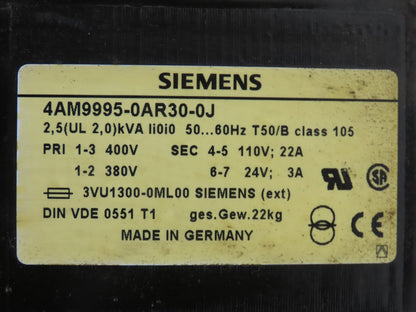 SIEMENS
4AM9995-0AR30-0J
2,5(UL 2,0)kVA Ii0i0 50...60Hz T50/B class 105
PRI 1-3 400V SEC 4-5 110V; 22A
1-2 380V 6-7 24V; 3A
3VU1300-0ML00 SIEMENS (ext)
DIN VDE 0551 T1 ges.Gew.22kg
MADE IN GERMANY